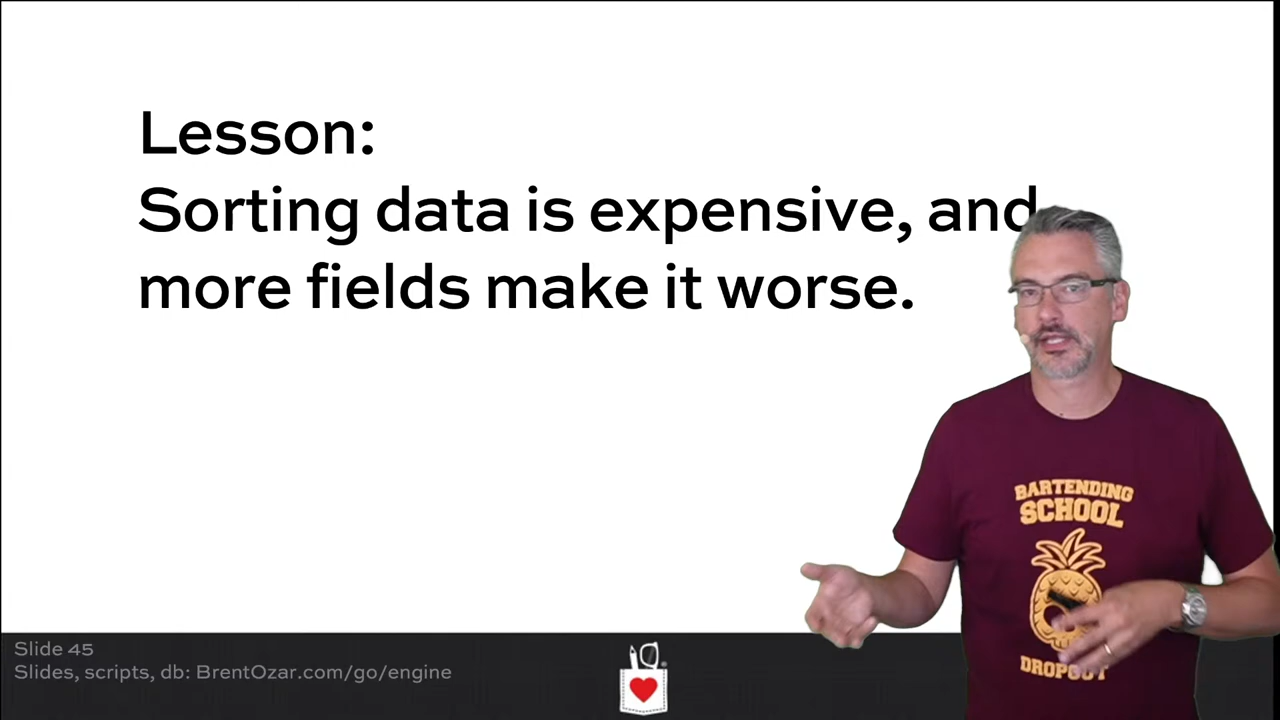 Lesson:
Sorting data is expensive, and
more fields make it worse.
BARTENDING
SCHOOL
DROPOUT
Slide 45
Slides, scripts, db: BrentOzar.com/go/engine